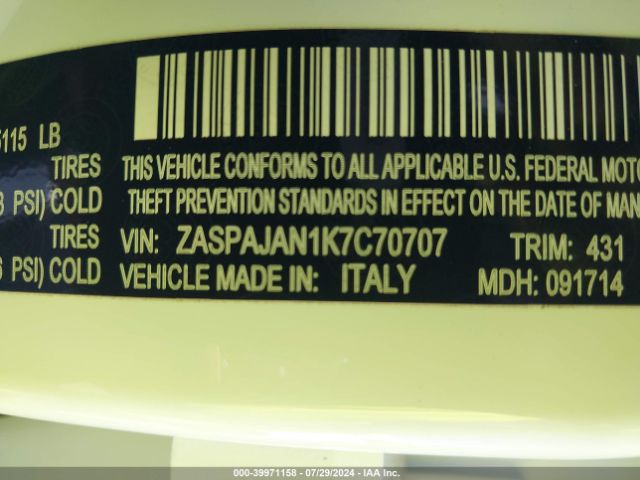 5115 LB
THIS VEHICLE CONFORMS TO ALL APPLICABLE U.S. FEDERAL MOTO
TIRES
THEFT PREVENTION STANDARDS IN EFFECT ON THE DATE OF MAN
PSI) COLD
TIRES
VIN: ZASPAJAN1K7C70707 TRIM: 431
PSI) COLD
VEHICLE MADE IN: ITALY MDH: 091714
000-39971158 | 07/29/2024 | IAA Inc.